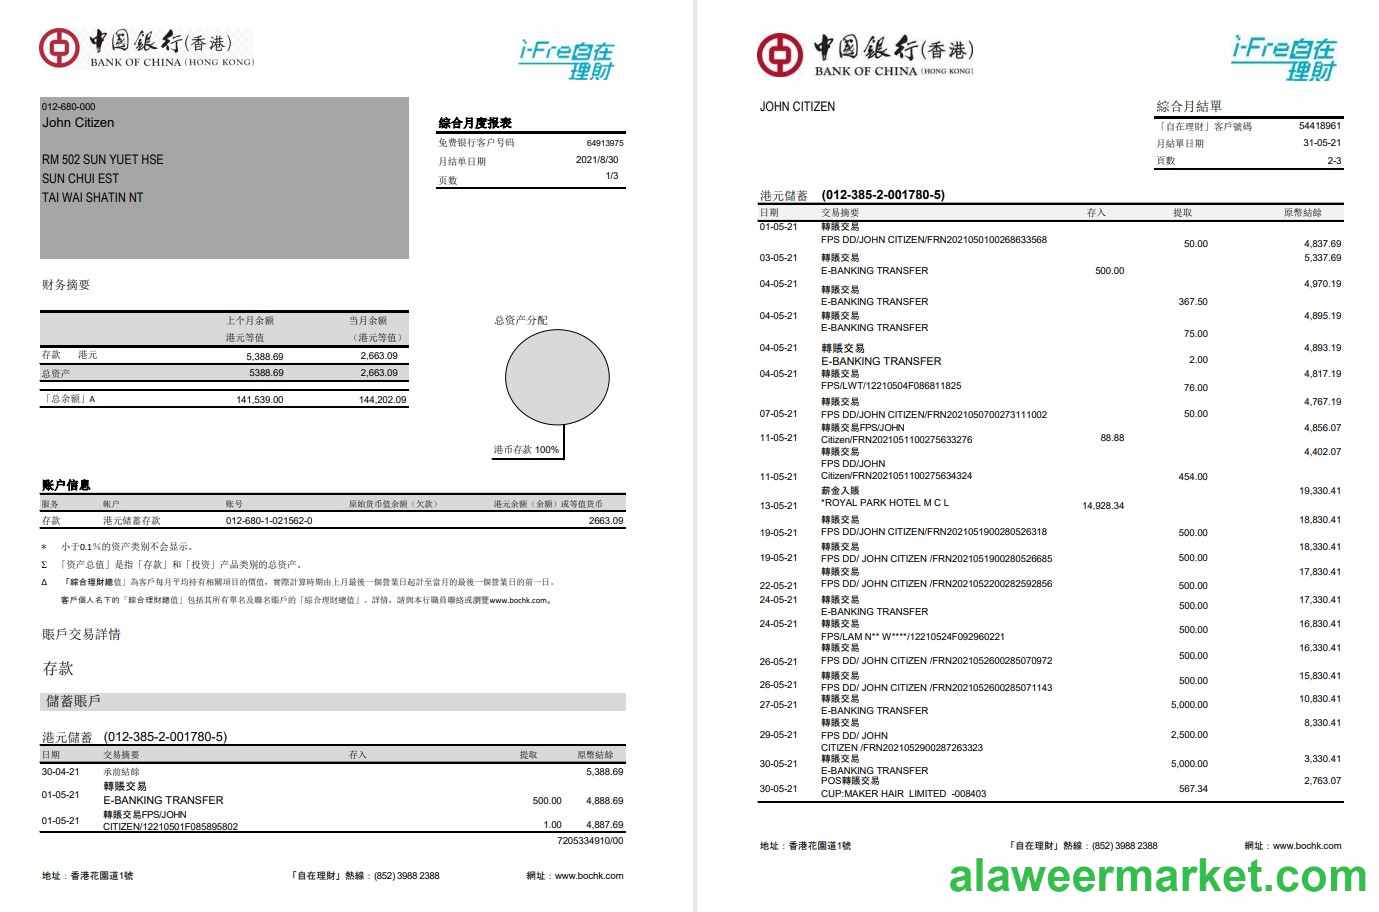 中國銀行(香港)
BANK OF CHINA (HONG KONG)
i-Fre自在
理財
012-680-000
John Citizen
RM 502 SUN YUET HSE
SUN CHUI EST
TAI WAI SHATIN NT
綜合月度报表
免费银行客户号码 64913975
月结单日期 2021/8/30
页数 1/3
财务摘要
上个月余额 当月余额
港元等值 （港元等值）
存款 港元 5,388.69 2,663.09
总资产 5388.69 2,663.09
「总余额」A 141,539.00 144,202.09
总资产分配
港币存款 100%
账户信息
服务 帐户 账号 原始货币值余额（欠款） 港元余额（余额）或等值货币
存款 港元储蓄存款 012-680-1-021562-0 2663.09
* 小于0.1%的资产类别不会显示。
Σ 「资产总值」是指「存款」和「投资」产品类别的总资产。
Δ 「綜合理財總值」為客戶每月平均持有相關項目的價值，實際計算時期由上月最後一個營業日起計至當月的最後一個營業日的前一日。
客戶個人名下的「綜合理財總值」包括其所有單名及聯名賬戶的「綜合理財總值」。詳情，請與本行職員聯絡或瀏覽www.bochk.com。
賬戶交易詳情
存款
儲蓄賬戶
港元儲蓄 (012-385-2-001780-5)
日期 交易摘要 存入 提取 原幣結餘
30-04-21 承前結餘 5,388.69
轉賬交易
01-05-21 E-BANKING TRANSFER 500.00 4,888.69
轉賬交易FPS/JOHN
01-05-21 CITIZEN/12210501F085895802 1.00 4,887.69
7205334910/00
地址：香港花園道1號 「自在理財」熱線：(852) 3988 2388 網址：www.bochk.com
中國銀行(香港)
BANK OF CHINA (HONG KONG)
i-Fre自在
理財
JOHN CITIZEN
綜合月結單
「自在理財」客戶號碼 54418961
月結單日期 31-05-21
頁數 2-3
港元儲蓄 (012-385-2-001780-5)
日期 交易摘要 存入 提取 原幣結餘
01-05-21 轉賬交易
FPS DD/JOHN CITIZEN/FRN2021050100268633568 50.00 4,837.69
03-05-21 轉賬交易 5,337.69
E-BANKING TRANSFER 500.00
04-05-21 轉賬交易 4,970.19
E-BANKING TRANSFER 367.50
04-05-21 轉賬交易 4,895.19
E-BANKING TRANSFER 75.00
04-05-21 轉賬交易 4,893.19
E-BANKING TRANSFER 2.00
04-05-21 轉賬交易 4,817.19
FPS/LWT/12210504F086811825 76.00
轉賬交易 4,767.19
07-05-21 FPS DD/JOHN CITIZEN/FRN2021050700273111002 50.00
轉賬交易FPS/JOHN 4,856.07
11-05-21 Citizen/FRN2021051100275633276 88.88
轉賬交易 4,402.07
FPS DD/JOHN
11-05-21 Citizen/FRN2021051100275634324 454.00
薪金入賬 19,330.41
13-05-21 *ROYAL PARK HOTEL M C L 14,928.34
轉賬交易 18,830.41
19-05-21 FPS DD/JOHN CITIZEN/FRN2021051900280526318 500.00
轉賬交易 18,330.41
19-05-21 FPS DD/ JOHN CITIZEN /FRN2021051900280526685 500.00
轉賬交易 17,830.41
22-05-21 FPS DD/ JOHN CITIZEN /FRN2021052200282592856 500.00
24-05-21 轉賬交易 17,330.41
E-BANKING TRANSFER 500.00
24-05-21 轉賬交易 16,830.41
FPS/LAM N** W****/12210524F092960221 500.00
轉賬交易 16,330.41
26-05-21 FPS DD/ JOHN CITIZEN /FRN2021052600285070972 500.00
轉賬交易 15,830.41
26-05-21 FPS DD/ JOHN CITIZEN /FRN2021052600285071143 500.00
轉賬交易 10,830.41
27-05-21 E-BANKING TRANSFER 5,000.00
轉賬交易 8,330.41
29-05-21 FPS DD/ JOHN 2,500.00
CITIZEN /FRN2021052900287263323
轉賬交易 3,330.41
30-05-21 E-BANKING TRANSFER 5,000.00
POS轉賬交易 2,763.07
30-05-21 CUP:MAKER HAIR LIMITED -008403 567.34
地址：香港花園道1號 「自在理財」熱線：(852) 3988 2388 網址：www.bochk.com
alaweermarket.com